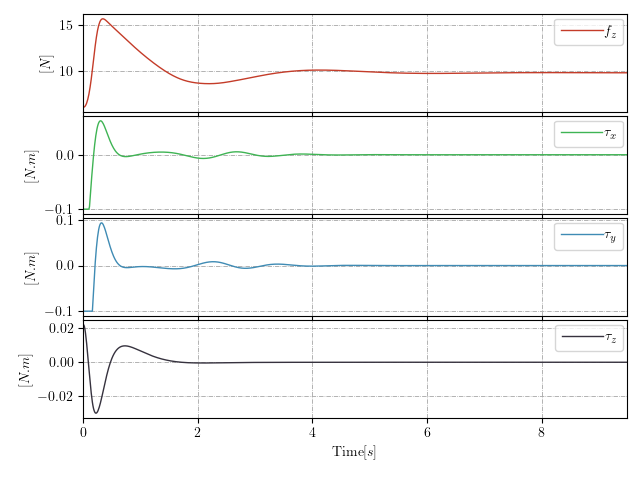 15
10
[N]
f_z
0.0
−0.1
[N.m]
τ_x
0.1
0.0
−0.1
[N.m]
τ_y
0.02
0.00
−0.02
[N.m]
τ_z
0 2 4 6 8
Time[s]